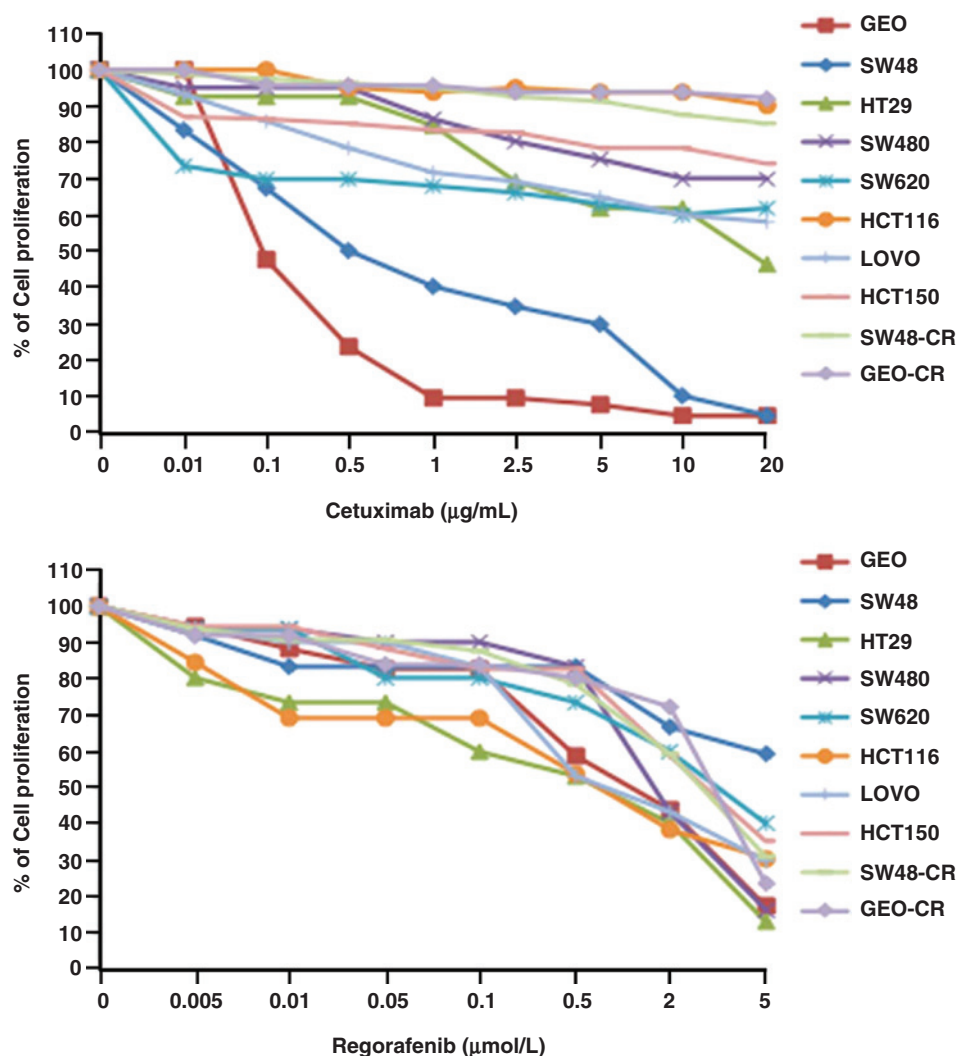 110
100
90
80
70
60
50
40
30
20
10
0
% of Cell proliferation
0 0.01 0.1 0.5 1 2.5 5 10 20
Cetuximab (μg/mL)
GEO
SW48
HT29
SW480
SW620
HCT116
LOVO
HCT150
SW48-CR
GEO-CR
110
100
90
80
70
60
50
40
30
20
10
0
% of Cell proliferation
0 0.005 0.01 0.05 0.1 0.5 2 5
Regorafenib (μmol/L)
GEO
SW48
HT29
SW480
SW620
HCT116
LOVO
HCT150
SW48-CR
GEO-CR